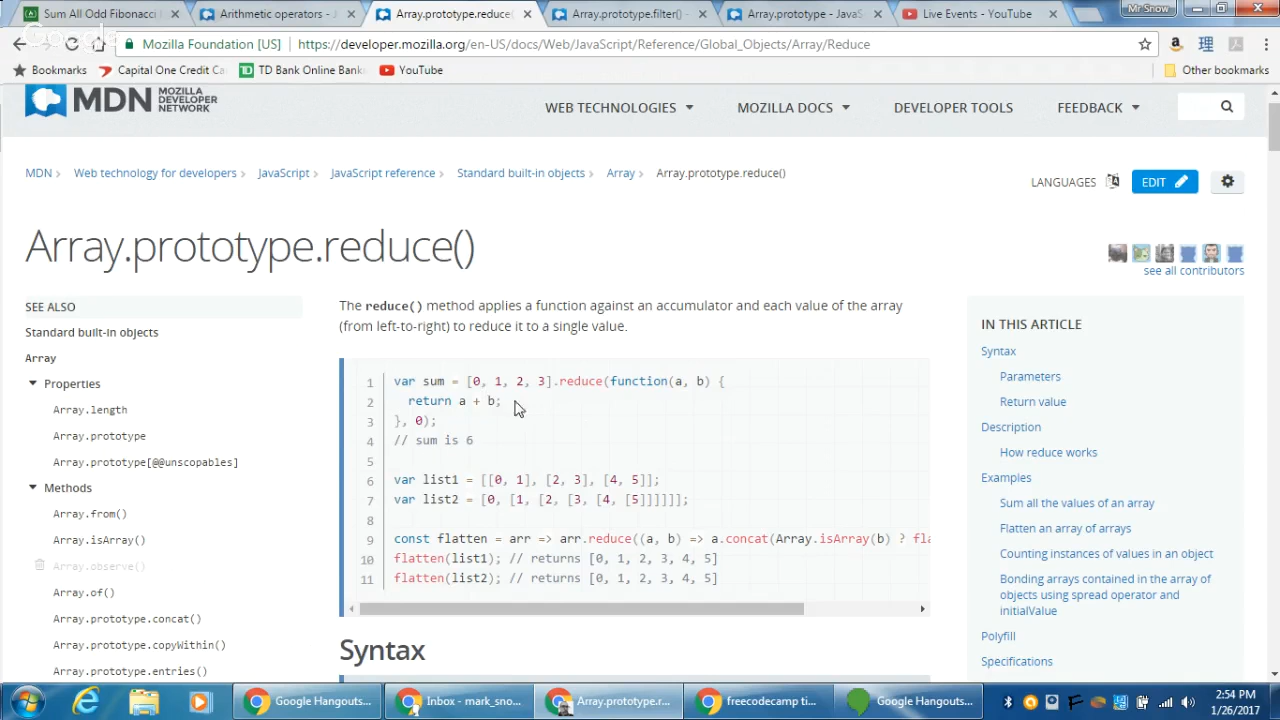 Sum All Odd Fibonacci
Arithmetic operators -
Array.prototype.reduce(
Array.prototype.filter() -
Array.prototype - JavaS
Live Events - YouTube
Mr Snow
Google
Mozilla Foundation [US]
https://developer.mozilla.org/en-US/docs/Web/JavaScript/Reference/Global_Objects/Array/Reduce
Bookmarks
Capital One Credit Ca
TD Bank Online Bank
YouTube
Other bookmarks
MDN MOZILLA DEVELOPER NETWORK
WEB TECHNOLOGIES
MOZILLA DOCS
DEVELOPER TOOLS
FEEDBACK
MDN
Web technology for developers
JavaScript
JavaScript reference
Standard built-in objects
Array
Array.prototype.reduce()
LANGUAGES
EDIT
Array.prototype.reduce()
see all contributors
SEE ALSO
Standard built-in objects
Array
Properties
Array.length
Array.prototype
Array.prototype[@@unscopables]
Methods
Array.from()
Array.isArray()
Array.observe()
Array.of()
Array.prototype.concat()
Array.prototype.copyWithin()
Array.prototype.entries()
The reduce() method applies a function against an accumulator and each value of the array
(from left-to-right) to reduce it to a single value.
1 var sum = [0, 1, 2, 3].reduce(function(a, b) {
2 return a + b;
3 }, 0);
4 // sum is 6
5
6 var list1 = [[0, 1], [2, 3], [4, 5]];
7 var list2 = [0, [1, [2, [3, [4, [5]]]]]];
8
9 const flatten = arr => arr.reduce((a, b) => a.concat(Array.isArray(b) ? fla
10 flatten(list1); // returns [0, 1, 2, 3, 4, 5]
11 flatten(list2); // returns [0, 1, 2, 3, 4, 5]
Syntax
IN THIS ARTICLE
Syntax
Parameters
Return value
Description
How reduce works
Examples
Sum all the values of an array
Flatten an array of arrays
Counting instances of values in an object
Bonding arrays contained in the array of
objects using spread operator and
initialValue
Polyfill
Specifications
Google Hangouts...
Inbox - mark_sno...
Array.prototype.r...
freecodecamp ti...
Google Hangouts...
2:54 PM
1/26/2017